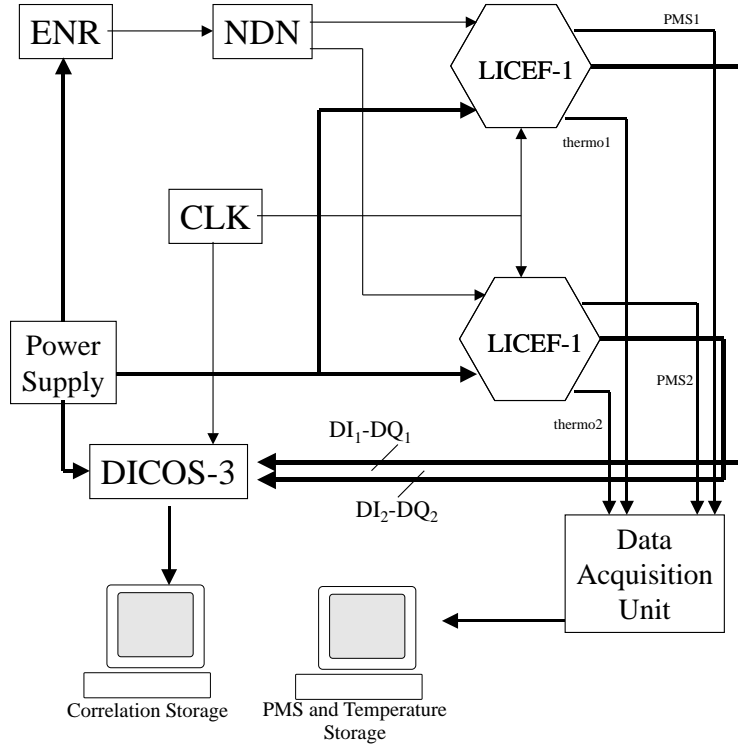 ENR
NDN
LICEF-1
PMS1
thermo1
CLK
LICEF-1
Power
Supply
PMS2
thermo2
DI₁-DQ₁
DICOS-3
DI₂-DQ₂
Data
Acquisition
Unit
Correlation Storage
PMS and Temperature
Storage